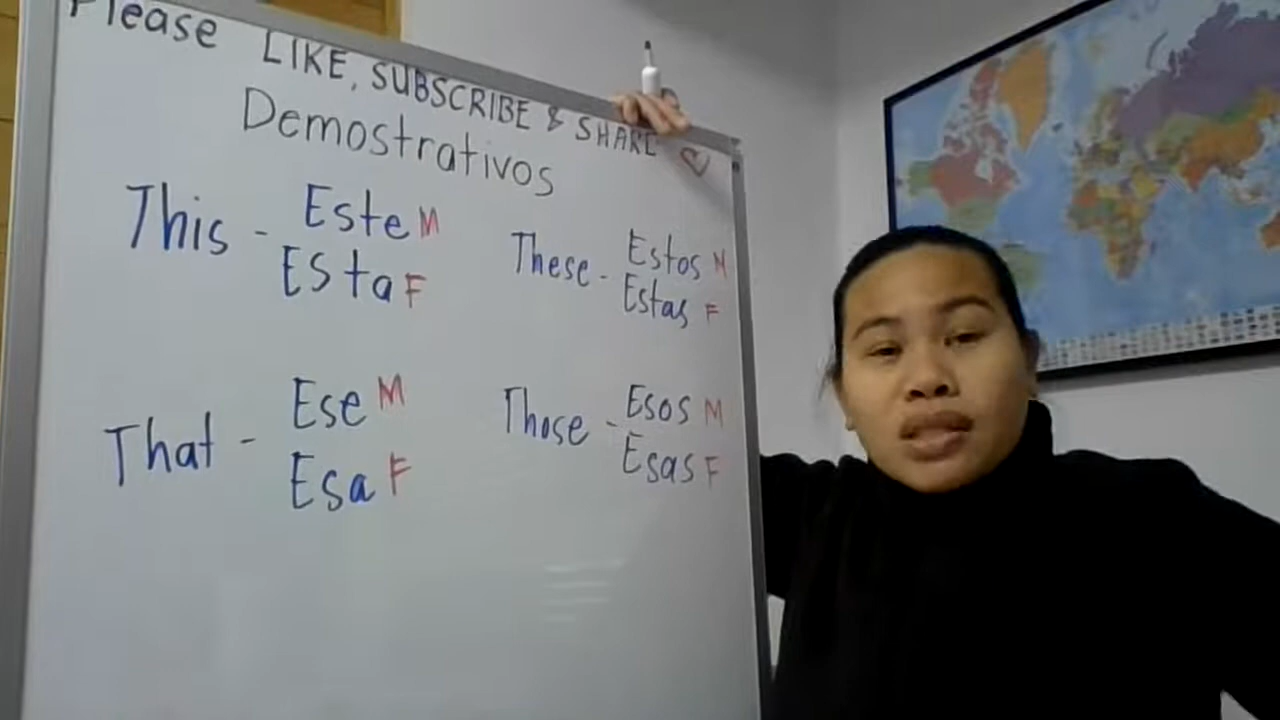 Please LIKE, SUBSCRIBE & SHARE
Demostrativos
This - Este M
Esta F
These - Estos M
Estas F
That - Ese M
Esa F
Those - Esos M
Esas F